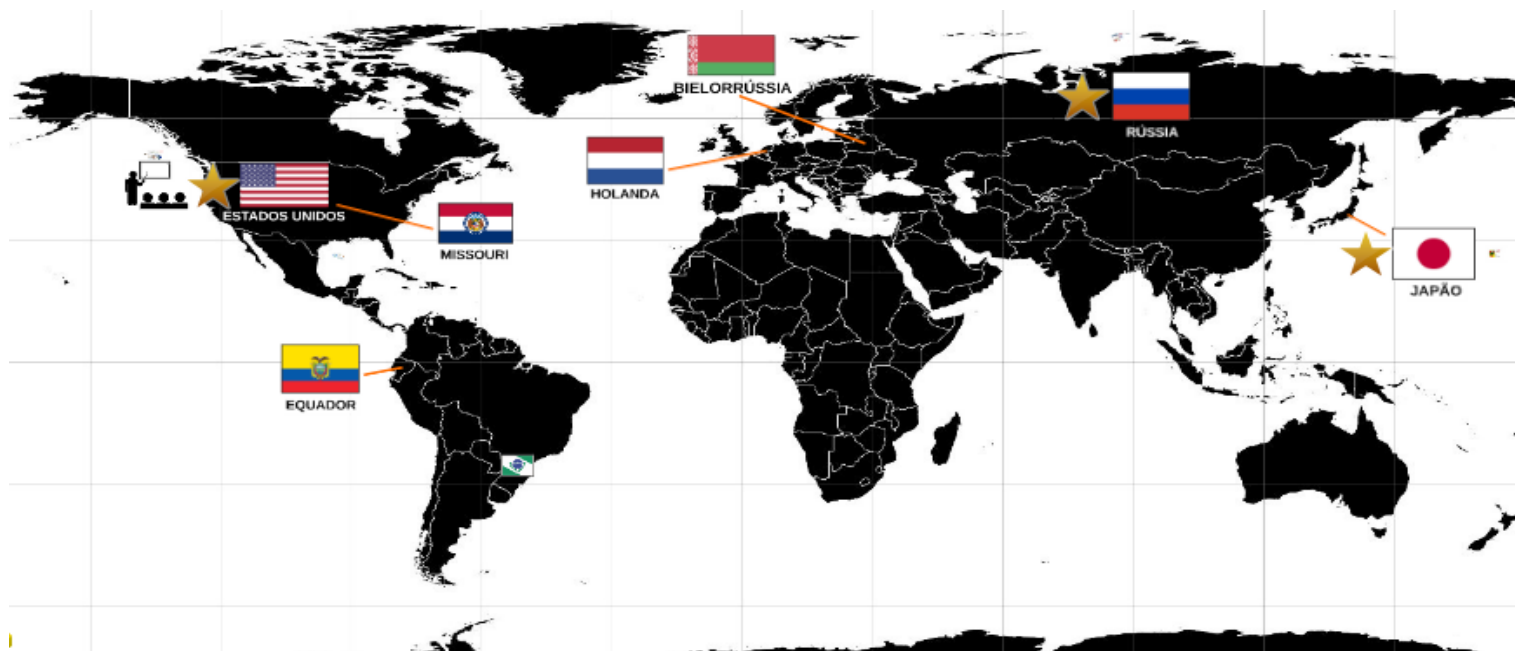 BIELORRÚSSIA
RÚSSIA
HOLANDA
ESTADOS UNIDOS
MISSOURI
JAPÃO
EQUADOR